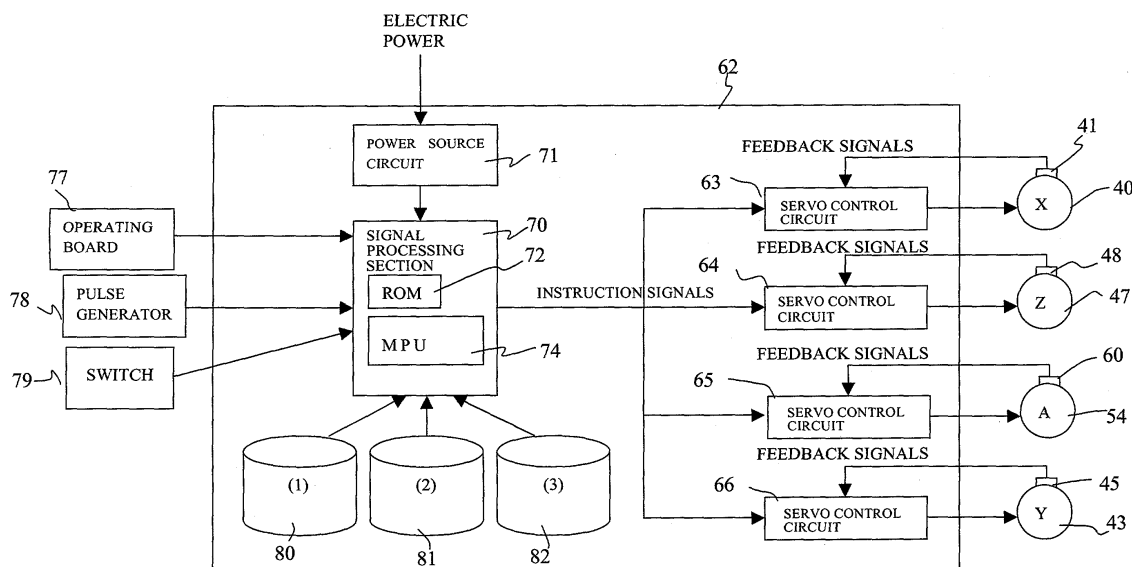 ELECTRIC
POWER
62
POWER SOURCE
CIRCUIT
71
77
OPERATING
BOARD
78
PULSE
GENERATOR
79
SWITCH
SIGNAL
PROCESSING
SECTION
70
72
ROM
MPU
74
INSTRUCTION SIGNALS
(1)
(2)
(3)
80
81
82
FEEDBACK SIGNALS
63
SERVO CONTROL
CIRCUIT
41
X
40
FEEDBACK SIGNALS
64
SERVO CONTROL
CIRCUIT
48
Z
47
FEEDBACK SIGNALS
65
SERVO CONTROL
CIRCUIT
60
A
54
FEEDBACK SIGNALS
66
SERVO CONTROL
CIRCUIT
45
Y
43